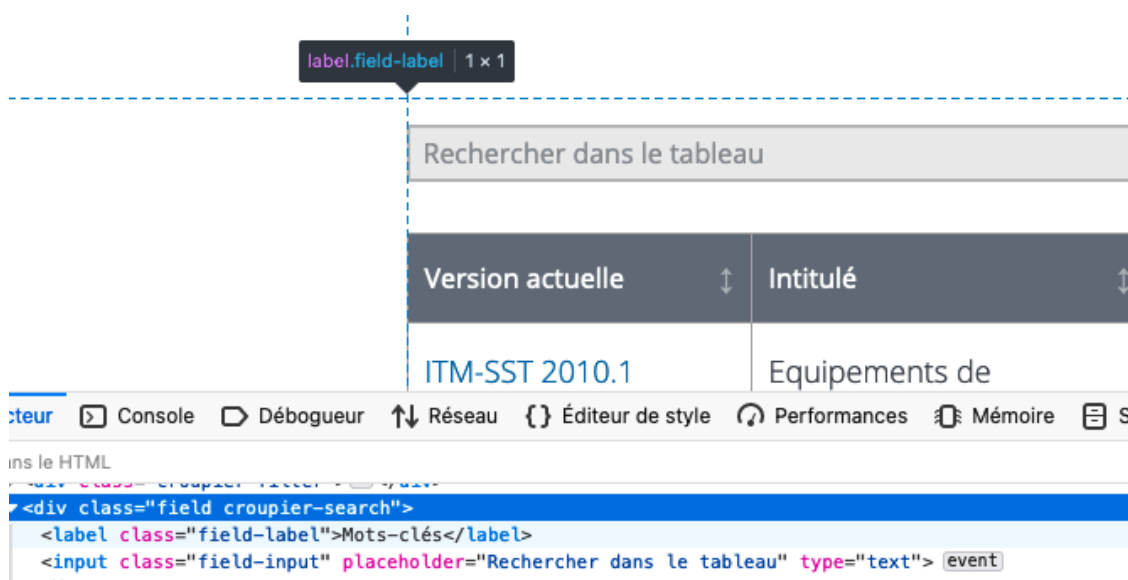 label.field-label 1 × 1
Rechercher dans le tableau
Version actuelle Intitulé
ITM-SST 2010.1 Equipements de
cteur Console Débogueur Réseau {} Éditeur de style Performances Mémoire S
ns le HTML
<div class="field croupier-search">
<label class="field-label">Mots-clés</label>
<input class="field-input" placeholder="Rechercher dans le tableau" type="text"> event